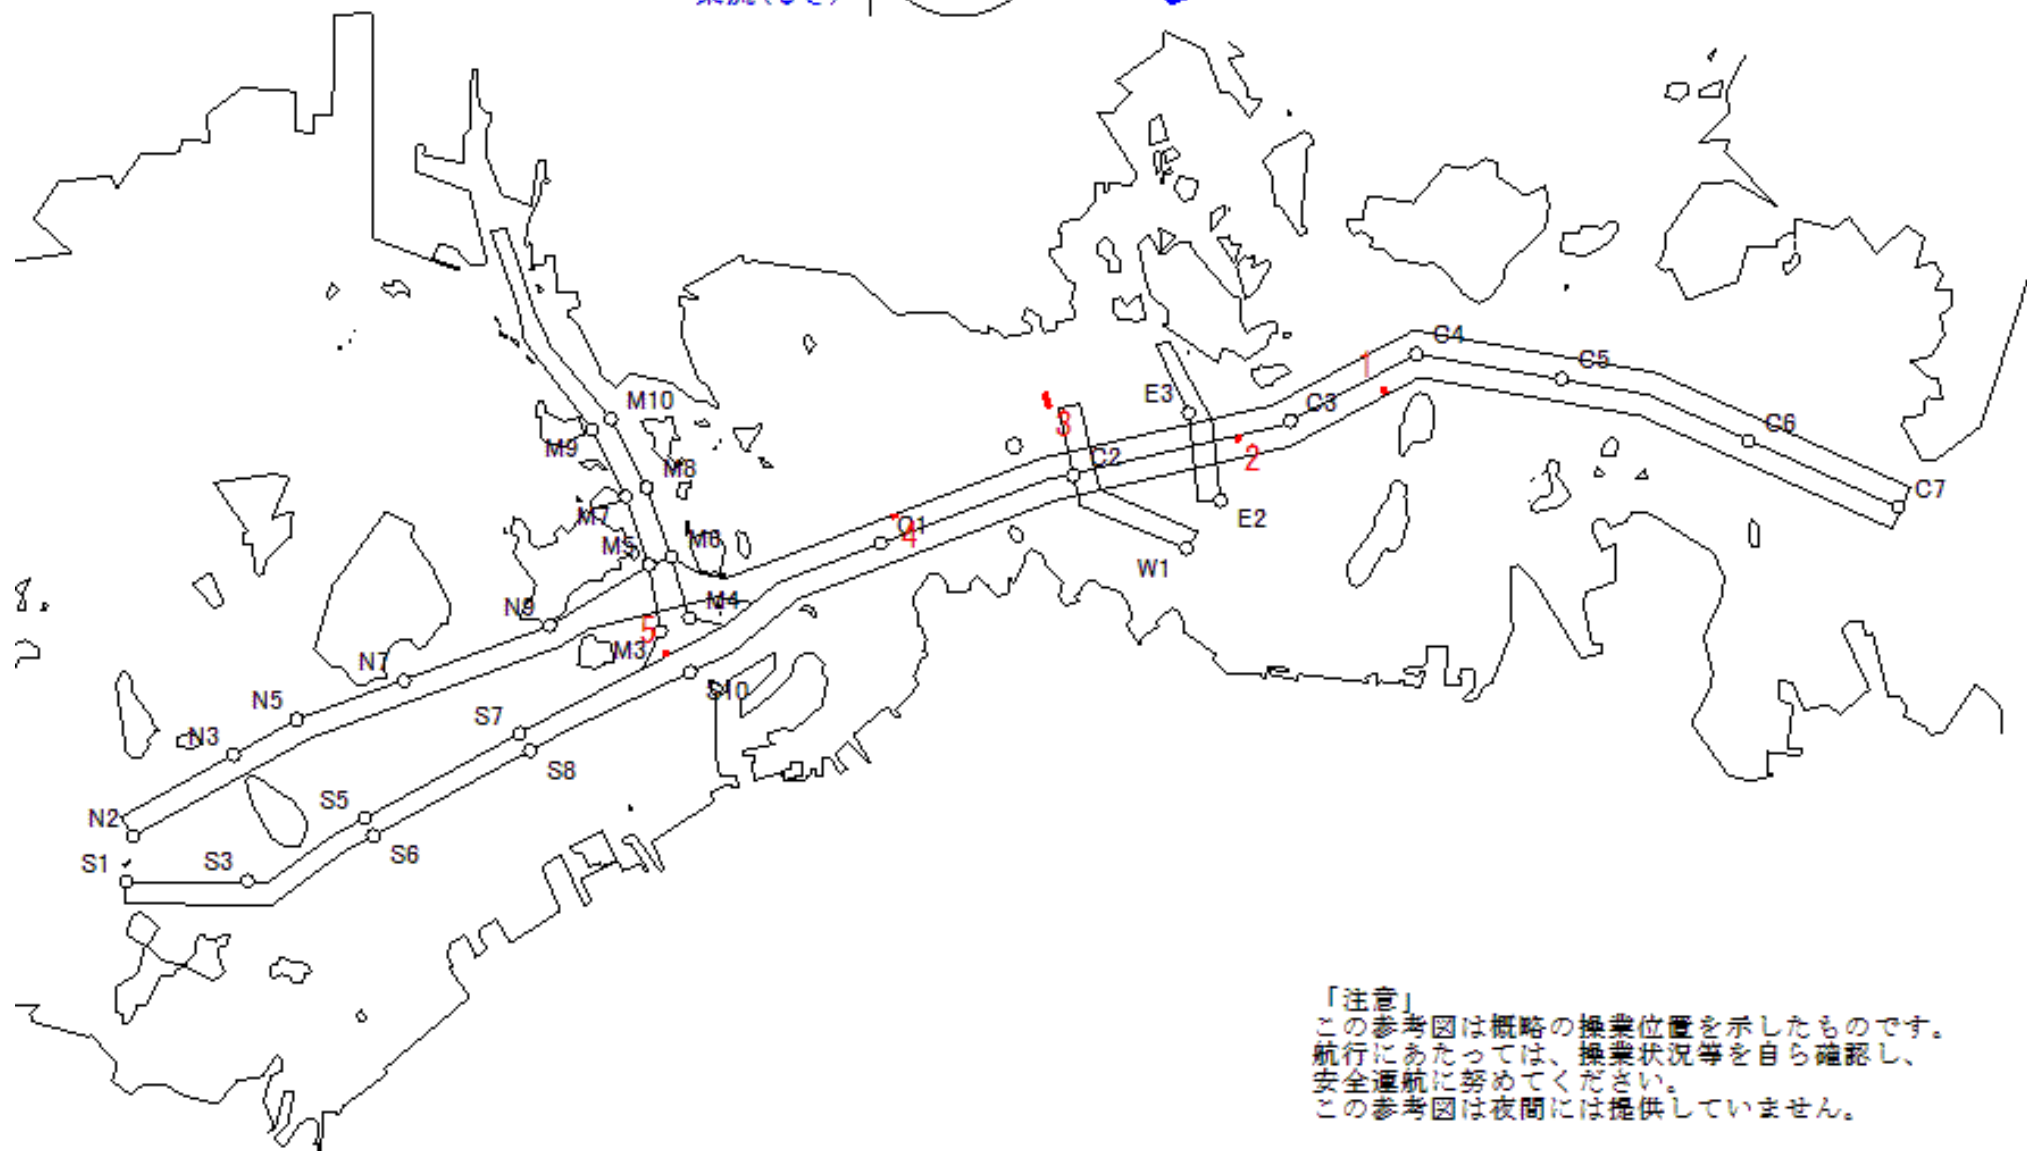 C4
1
C5
E3
M10
C3
3
C6
M9
C2
2
M8
C7
M7
C1
E2
4
M5
M6
W1
N9
M4
5
M3
N7
S10
N5
S7
N3
S8
S5
N2
S6
S1
S3
「注意」
この参考図は概略の操業位置を示したものです。
航行にあたっては、操業状況等を自ら確認し、
安全運航に努めてください。
この参考図は夜間には提供していません。